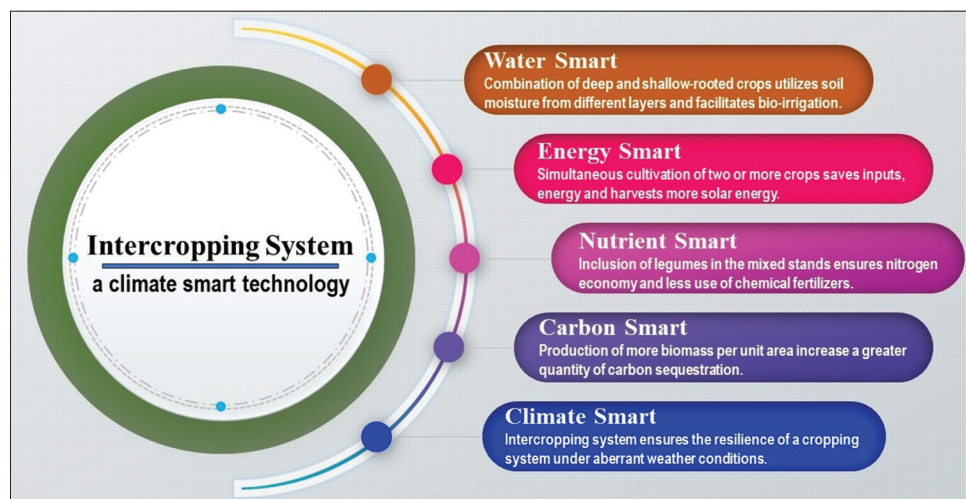 Intercropping System
a climate smart technology
Water Smart
Combination of deep and shallow-rooted crops utilizes soil
moisture from different layers and facilitates bio-irrigation.
Energy Smart
Simultaneous cultivation of two or more crops saves inputs,
energy and harvests more solar energy.
Nutrient Smart
Inclusion of legumes in the mixed stands ensures nitrogen
economy and less use of chemical fertilizers.
Carbon Smart
Production of more biomass per unit area increase a greater
quantity of carbon sequestration.
Climate Smart
Intercropping system ensures the resilience of a cropping
system under aberrant weather conditions.